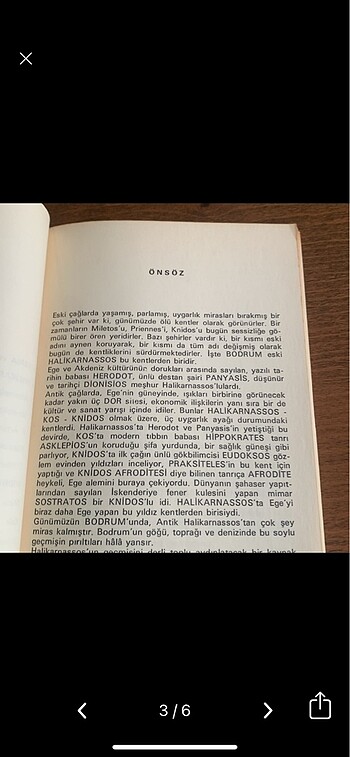 ÖNSÖZ
Eski çağlarda yaşamış, parlamış, uygarlık mirasları bırakmış bir
çok şehir var ki, günümüzde ölü kentler olarak görünürler. Bir
zamanların Miletos'u, Priennes'i, Knidos'u bugün sessizliğe gö-
mülü birer ören yeridirler. Bazı şehirler vardır ki, bir kısmı eski
adını aynen koruyarak, bir kısmı da tüm adı değişmiş olarak
bugün de kentliklerini sürdürmektedirler. İşte BODRUM eski
HALİKARNASSOS bu kentlerden biridir.
Ege ve Akdeniz kültürünün dorukları arasında sayılan, yazılı ta-
rihin babası HERODOT, ünlü destan şairi PANYASİS, düşünür
ve tarihçi DİONİSİOS meşhur Halikarnassos'lulardı.
Antik çağlarda, Ege'nin güneyinde, ışıkları birbirine görünecek
kadar yakın üç DOR sitesi, ekonomik ilişkilerin yanı sıra bir de
kültür ve sanat yarışı içinde idiler. Bunlar HALİKARNASSOS -
KOS - KNİDOS olmak üzere, üç uygarlık ayağı durumundaki
kentlerdi. Halikarnassos'ta Herodot ve Panyasis'in yetiştiği bu
devirde, KOS'ta modern tıbbın babası HİPPOKRATES tanrı
ASKLEPİOS'un koruduğu şifa yurdunda, bir sağlık güneşi gibi
parlıyor, KNİDOS'ta ilk çağın ünlü gökbilimcisi EUDOKSOS göz-
lem evinden yıldızları inceliyor, PRAKSİTELES'in bu kent için
yaptığı ve KNİDOS AFRODİTESİ diye bilinen tanrıça AFRODİTE
heykeli, Ege alemini buraya çekiyordu. Dünyanın şaheser yapıt-
larından sayılan İskenderiye fener kulesini yapan mimar
SOSTRATOS bir KNİDOS'lu idi. HALİKARNASSOS'ta Ege'yi
biraz daha Ege yapan bu yıldız kentlerden birisiydi.
Günümüzün BODRUM'unda, Antik Halikarnassos'tan çok şey
miras kalmıştır. Bodrum'un göğü, toprağı ve denizinde bu soylu
geçmişin pırıltıları hâlâ yansır.
Halikarnassos'un geçmişini derli toplu aydınlatacak bir kaynak
3 / 6